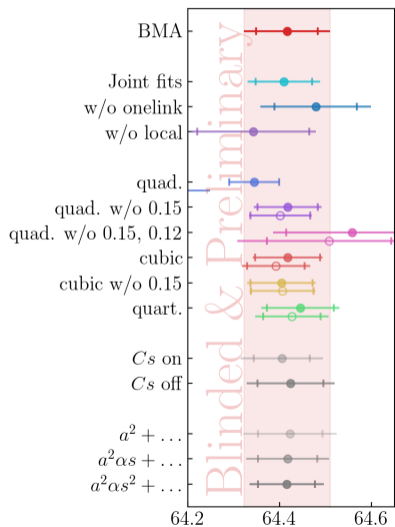 BMA
Joint fits
w/o onelink
w/o local
quad.
quad. w/o 0.15
quad. w/o 0.15, 0.12
cubic
cubic w/o 0.15
quart.
Cs on
Cs off
a² + ...
a²αs + ...
a²αs² + ...
64.2 64.4 64.6
Blinded & Preliminary